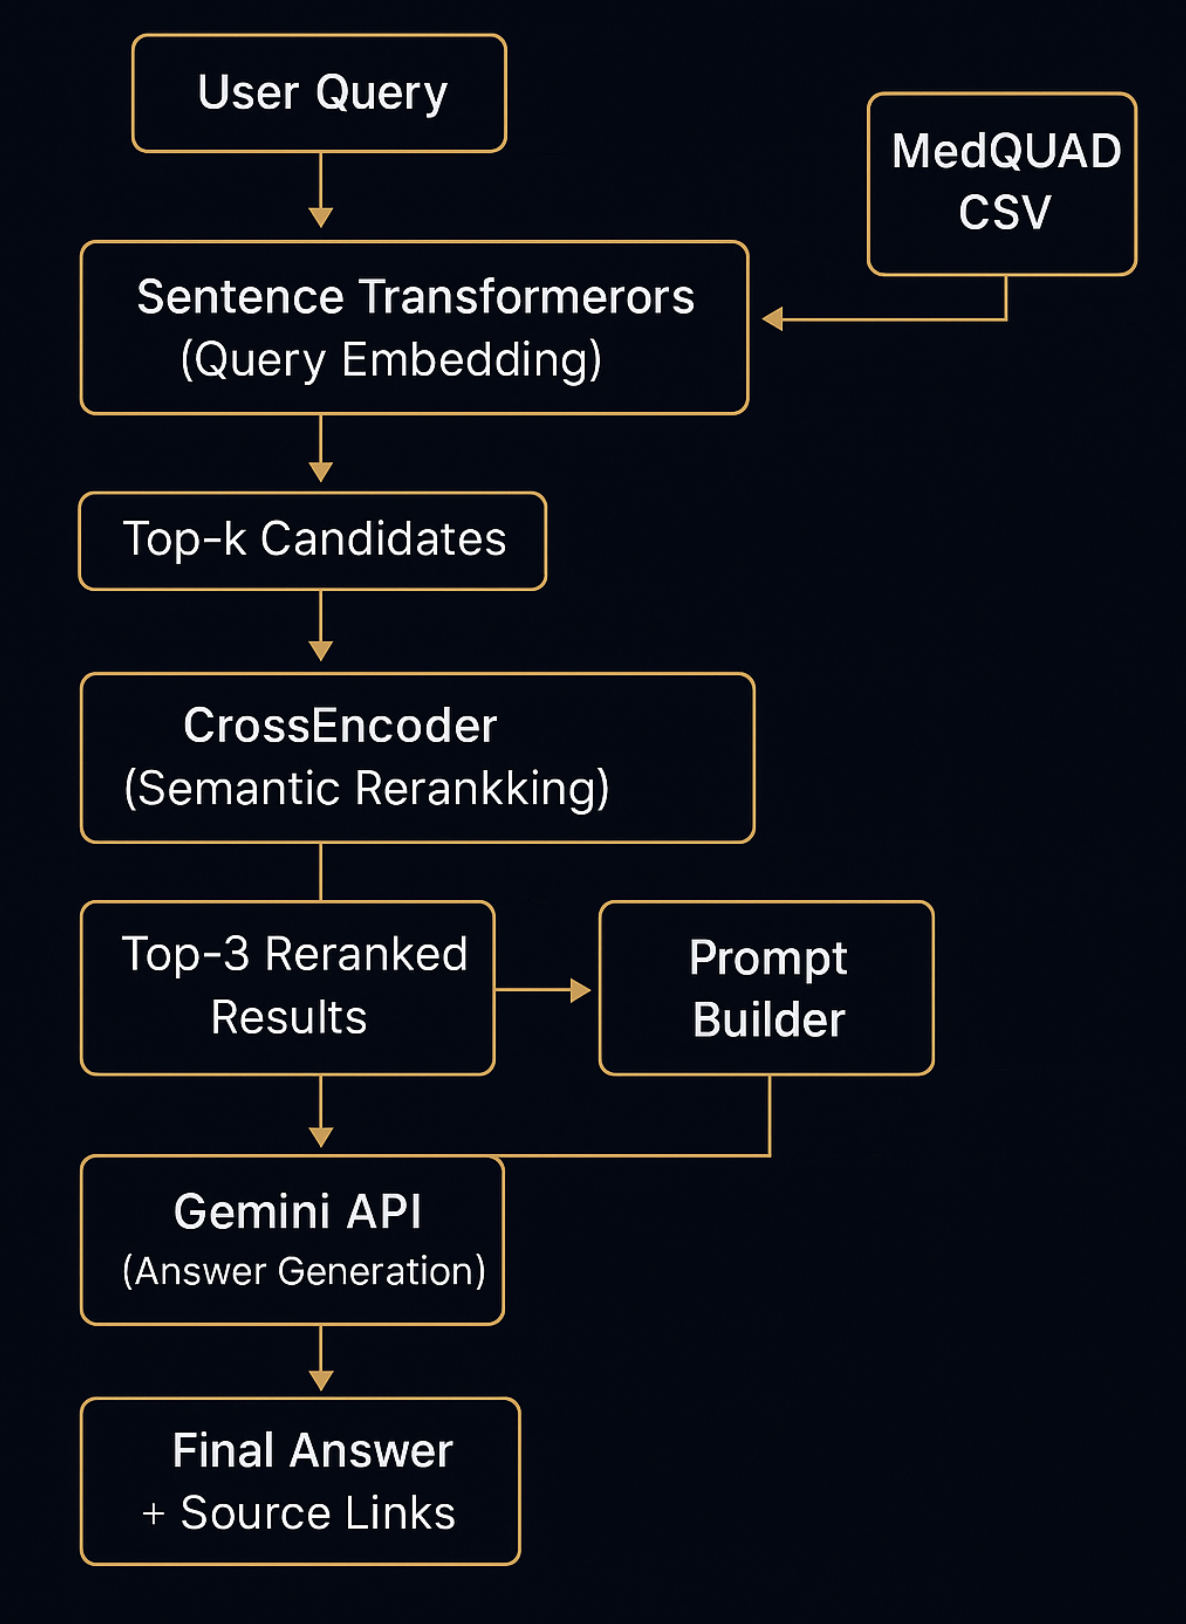 User Query
MedQUAD
CSV
Sentence Transformerors
(Query Embedding)
Top-k Candidates
CrossEncoder
(Semantic Rerankking)
Top-3 Reranked
Results
Prompt
Builder
Gemini API
(Answer Generation)
Final Answer
+ Source Links